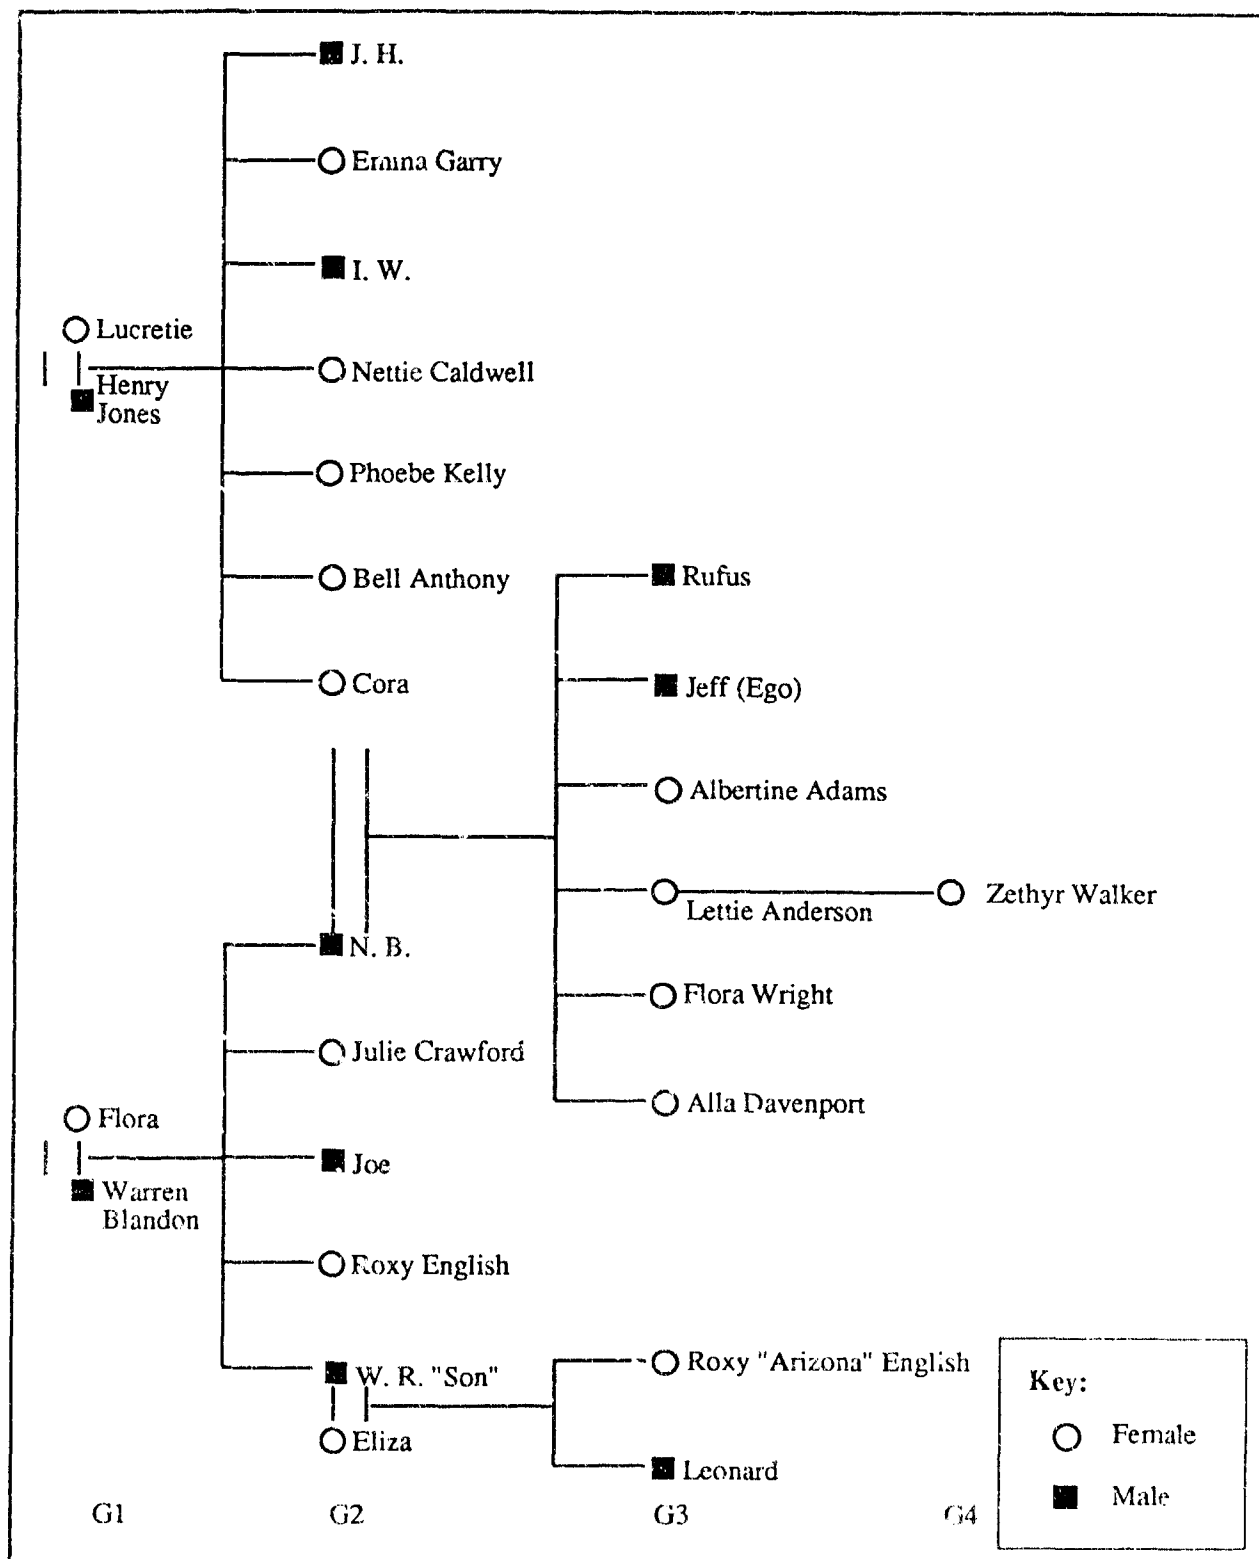 J. H.
Emma Garry
I. W.
Lucretie
Nettie Caldwell
Henry
Jones
Phoebe Kelly
Bell Anthony
Rufus
Cora
Jeff (Ego)
Albertine Adams
Lettie Anderson
Zethyr Walker
N. B.
Flora Wright
Julie Crawford
Alla Davenport
Flora
Joe
Warren
Blandon
Roxy English
W. R. "Son"
Roxy "Arizona" English
Eliza
Leonard
Key:
Female
Male
G1
G2
G3
G4